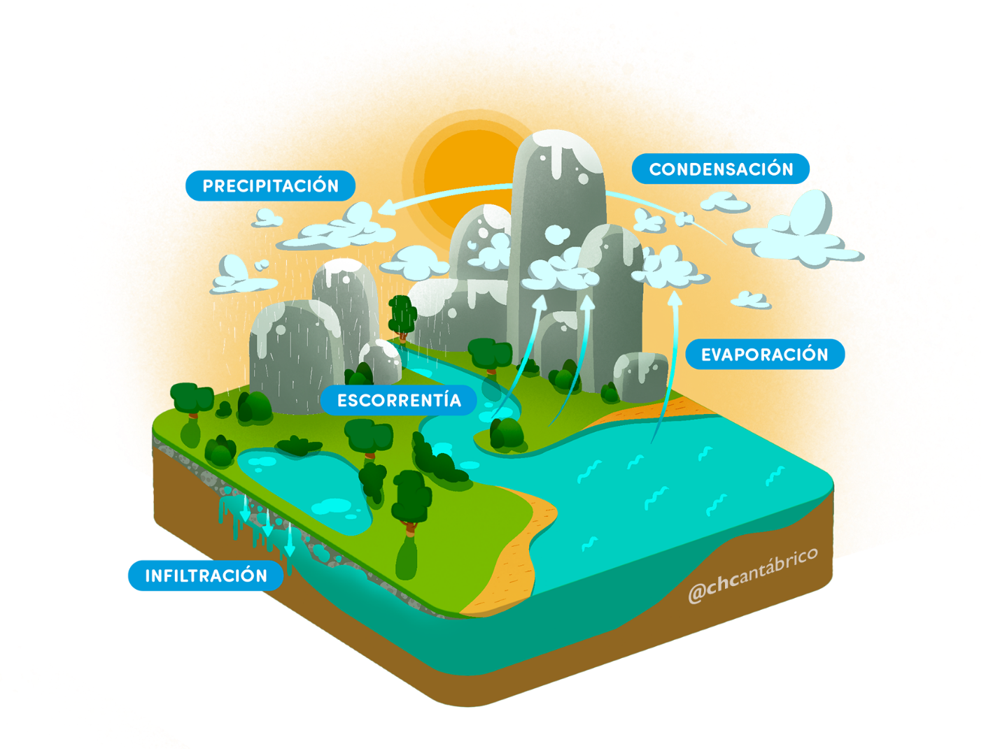 CONDENSACIÓN
PRECIPITACIÓN
EVAPORACIÓN
ESCORRENTÍA
INFILTRACIÓN
@chcantábrico